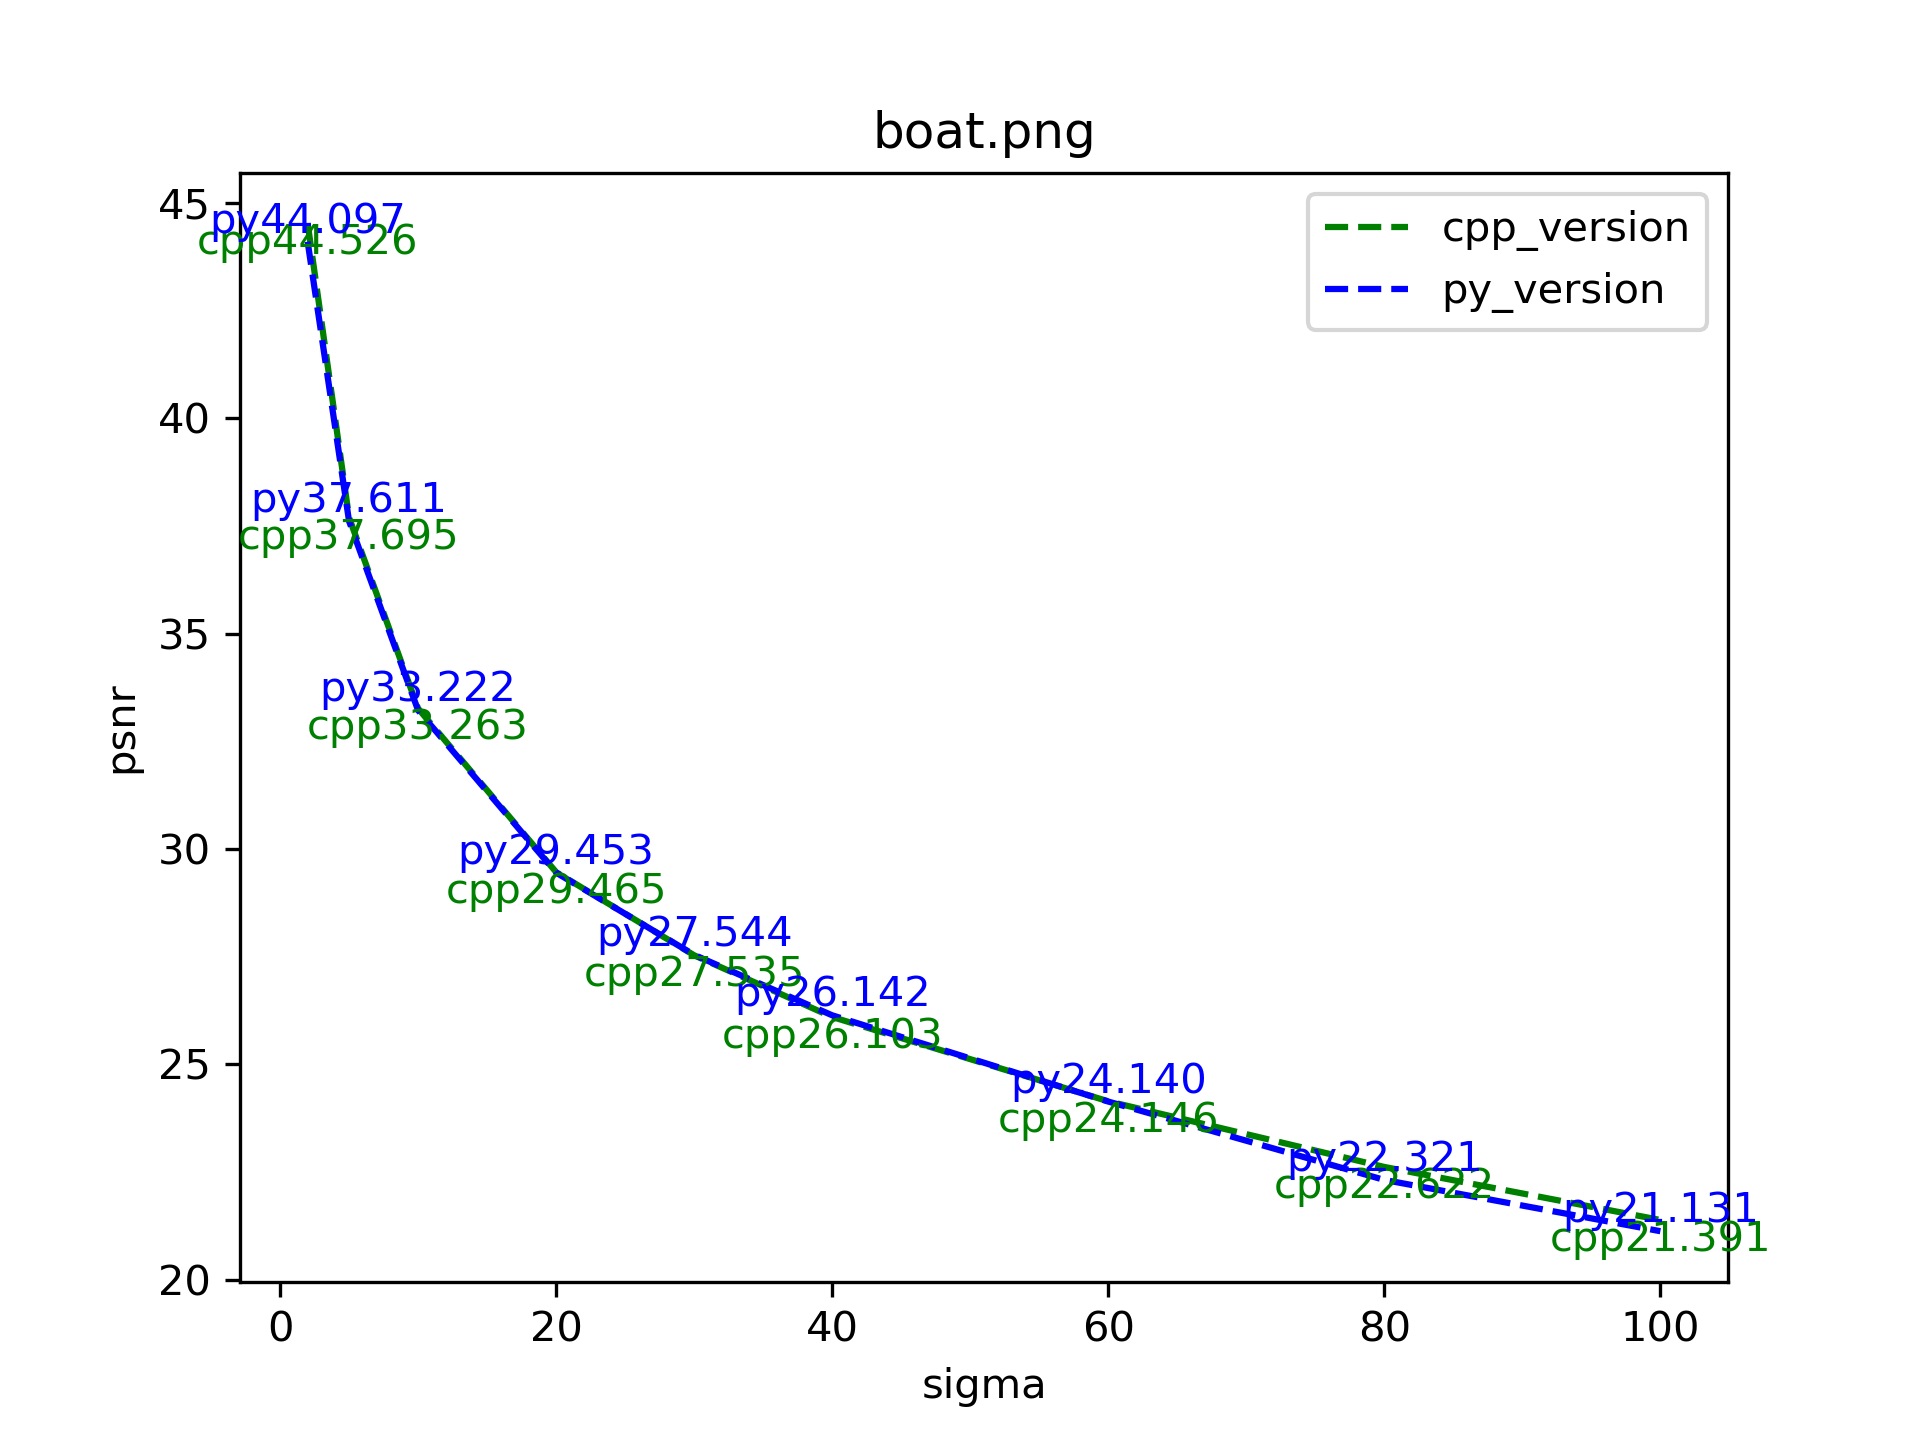 boat.png
cpp_version
py_version
psnr
45
40
35
30
25
20
py44.097
cpp44.526
py37.611
cpp37.695
py33.222
cpp33.263
py29.453
cpp29.465
py27.544
cpp27.535
py26.142
cpp26.103
py24.140
cpp24.146
py22.321
cpp22.622
py21.131
cpp21.391
0 20 40 60 80 100
sigma